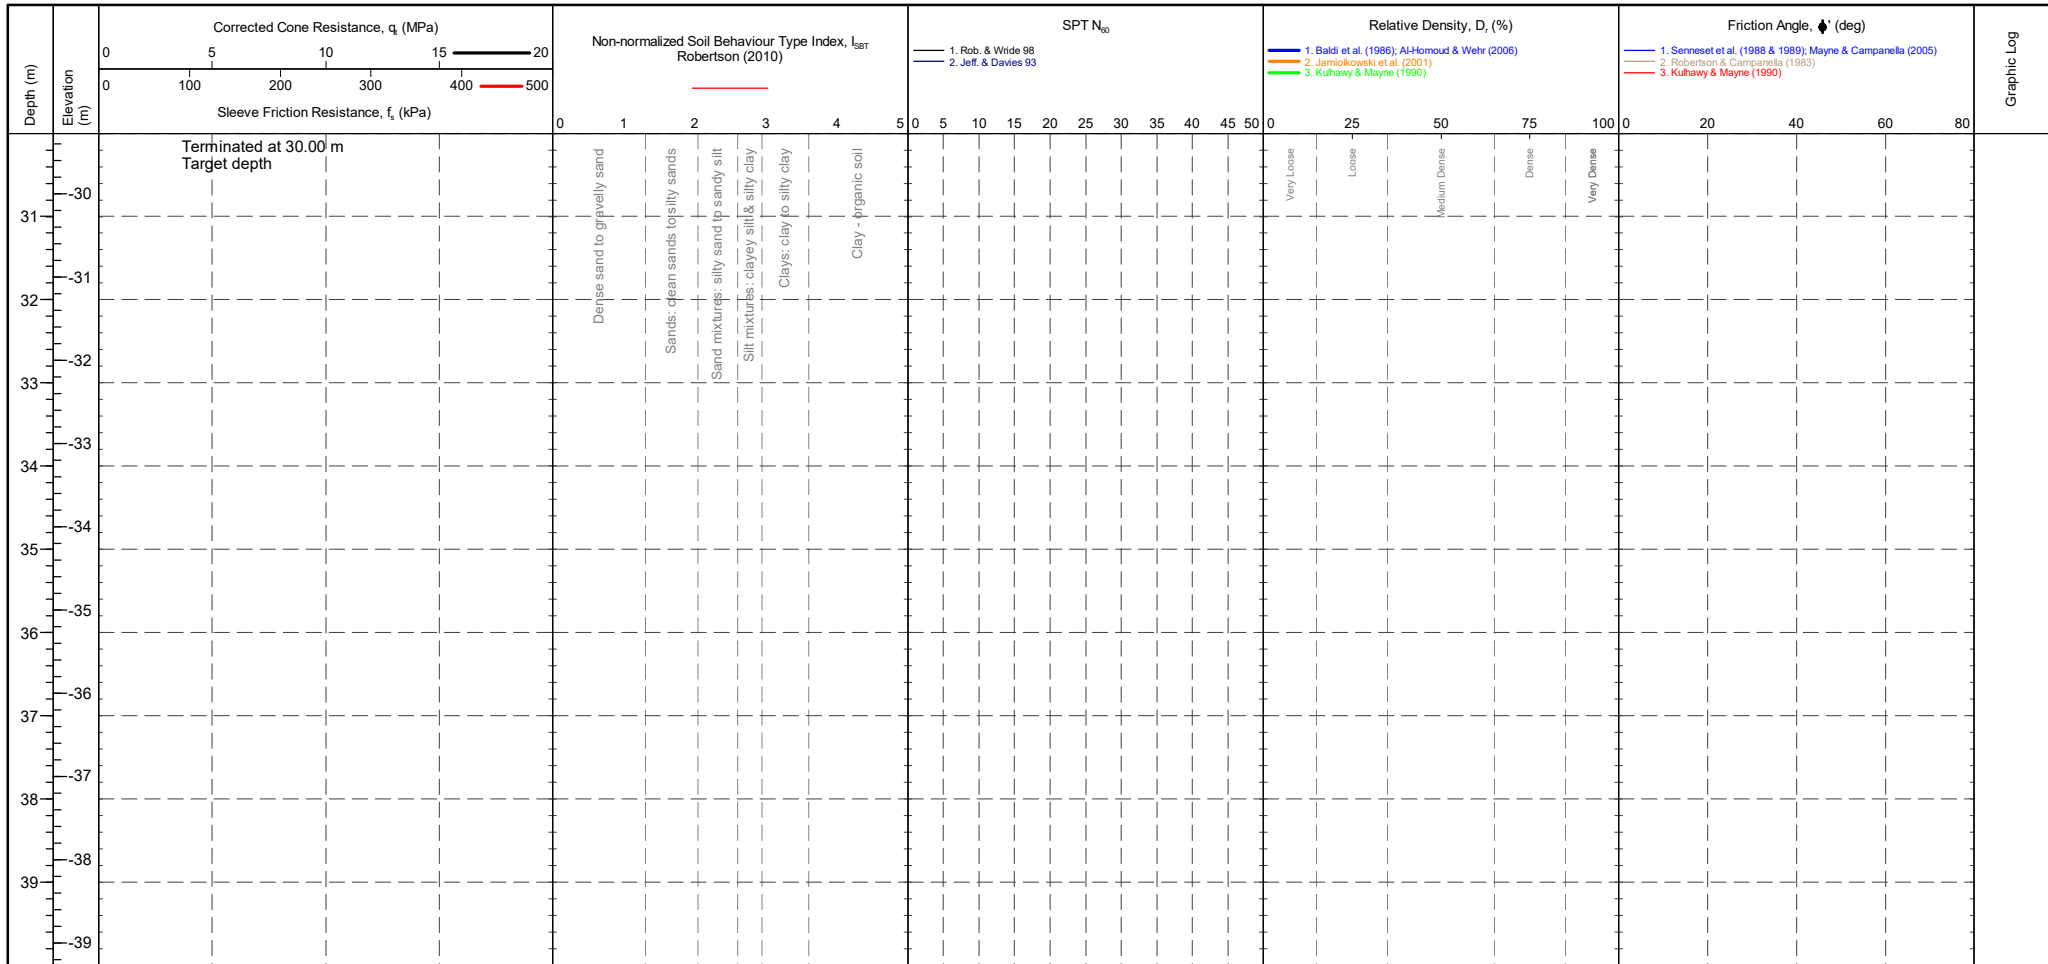 Depth (m)
Elevation
(m)
Corrected Cone Resistance, qt (MPa)
0 5 10 15 20
0 100 200 300 400 500
Sleeve Friction Resistance, fs (kPa)
Non-normalized Soil Behaviour Type Index, ISBT
Robertson (2010)
0 1 2 3 4 5
SPT N60
1. Rob. & Wride 98
2. Jeff. & Davies 93
0 5 10 15 20 25 30 35 40 45 50
Relative Density, Dr (%)
1. Baldi et al. (1986); Al-Homoud & Wehr (2006)
2. Jamiolkowski et al. (2001)
3. Kulhawy & Mayne (1990)
0 25 50 75 100
Friction Angle, ϕ' (deg)
1. Senneset et al. (1988 & 1989); Mayne & Campanella (2005)
2. Robertson & Campanella (1983)
3. Kulhawy & Mayne (1990)
0 20 40 60 80
Graphic Log
Terminated at 30.00 m
Target depth
Dense sand to gravelly sand
Sands: clean sands to silty sands
Sand mixtures: silty sand to sandy silt
Silt mixtures: clayey silt & silty clay
Clays: clay to silty clay
Clay - organic soil
Very Loose
Loose
Medium Dense
Dense
Very Dense
-30
31
-31
32
-32
33
-33
34
-34
35
-35
36
-36
37
-37
38
-38
39
-39